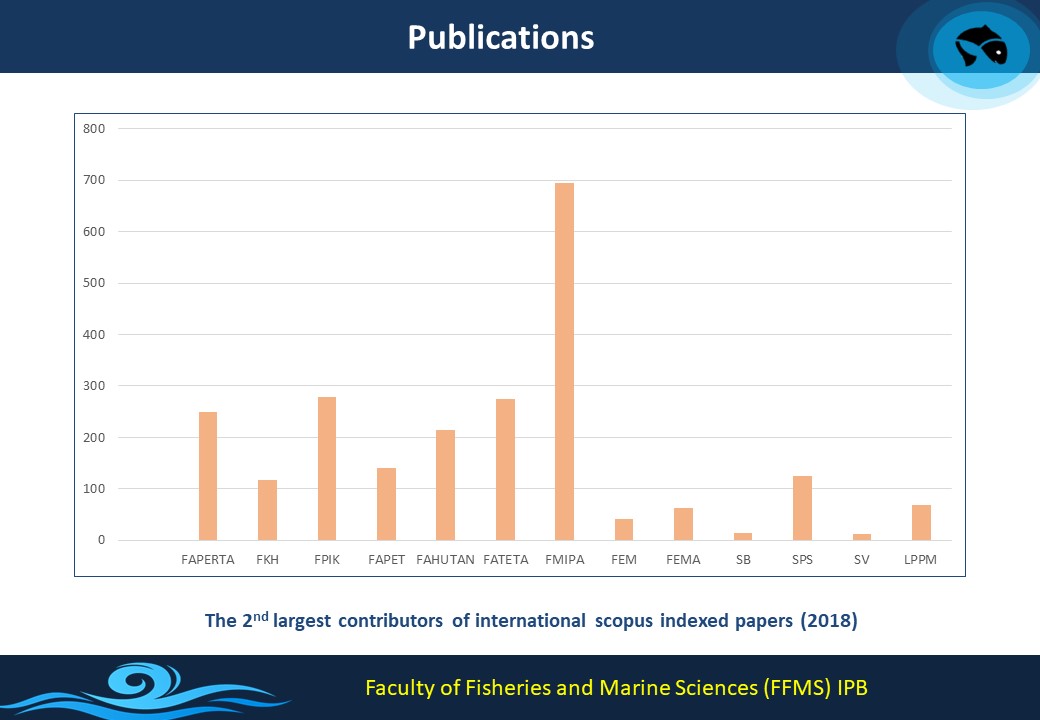 Publications
800
700
600
500
400
300
200
100
0
FAPERTA FKH FPIK FAPET FAHUTAN FATETA FMIPA FEM FEMA SB SPS SV LPPM
The 2nd largest contributors of international scopus indexed papers (2018)
Faculty of Fisheries and Marine Sciences (FFMS) IPB